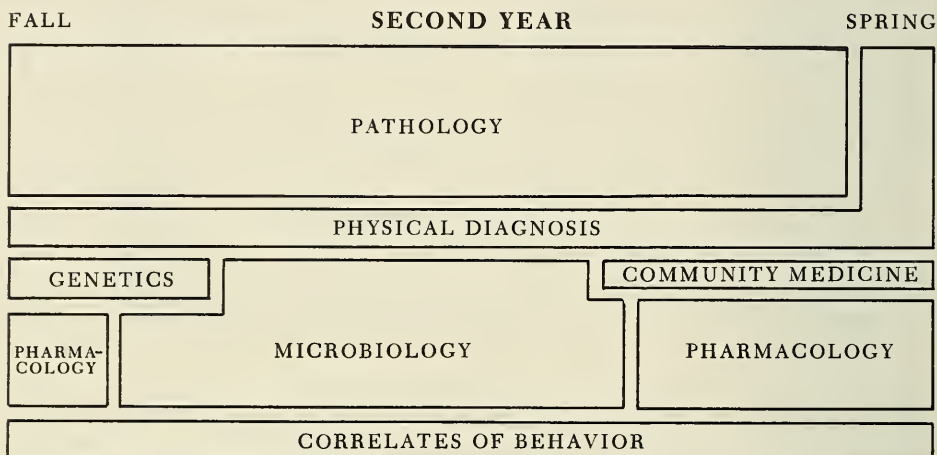 FALL SECOND YEAR SPRING
PATHOLOGY
PHYSICAL DIAGNOSIS
GENETICS
COMMUNITY MEDICINE
PHARMA-
COLOGY
MICROBIOLOGY
PHARMACOLOGY
CORRELATES OF BEHAVIOR